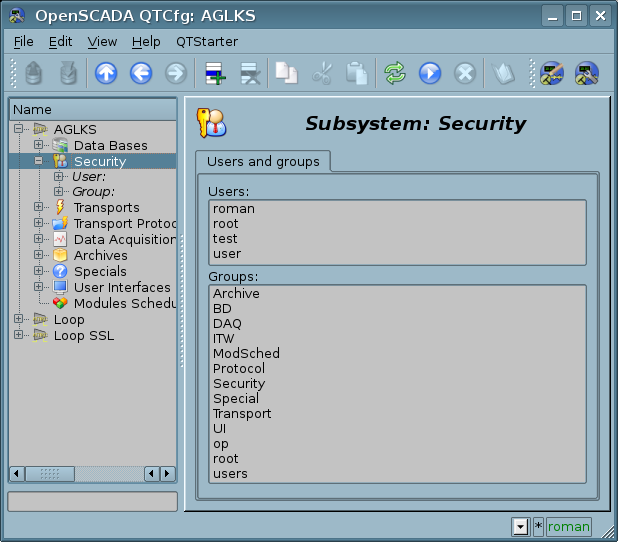 OpenSCADA QTCfg: AGLKS
File Edit View Help QTStarter
Name
AGLKS
Data Bases
Security
User:
Group:
Transports
Transport Protoc
Data Acquisition
Archives
Specials
User Interfaces
Modules Schedu
Loop
Loop SSL
Subsystem: Security
Users and groups
Users:
roman
root
test
user
Groups:
Archive
BD
DAQ
ITW
ModSched
Protocol
Security
Special
Transport
UI
op
root
users
* roman